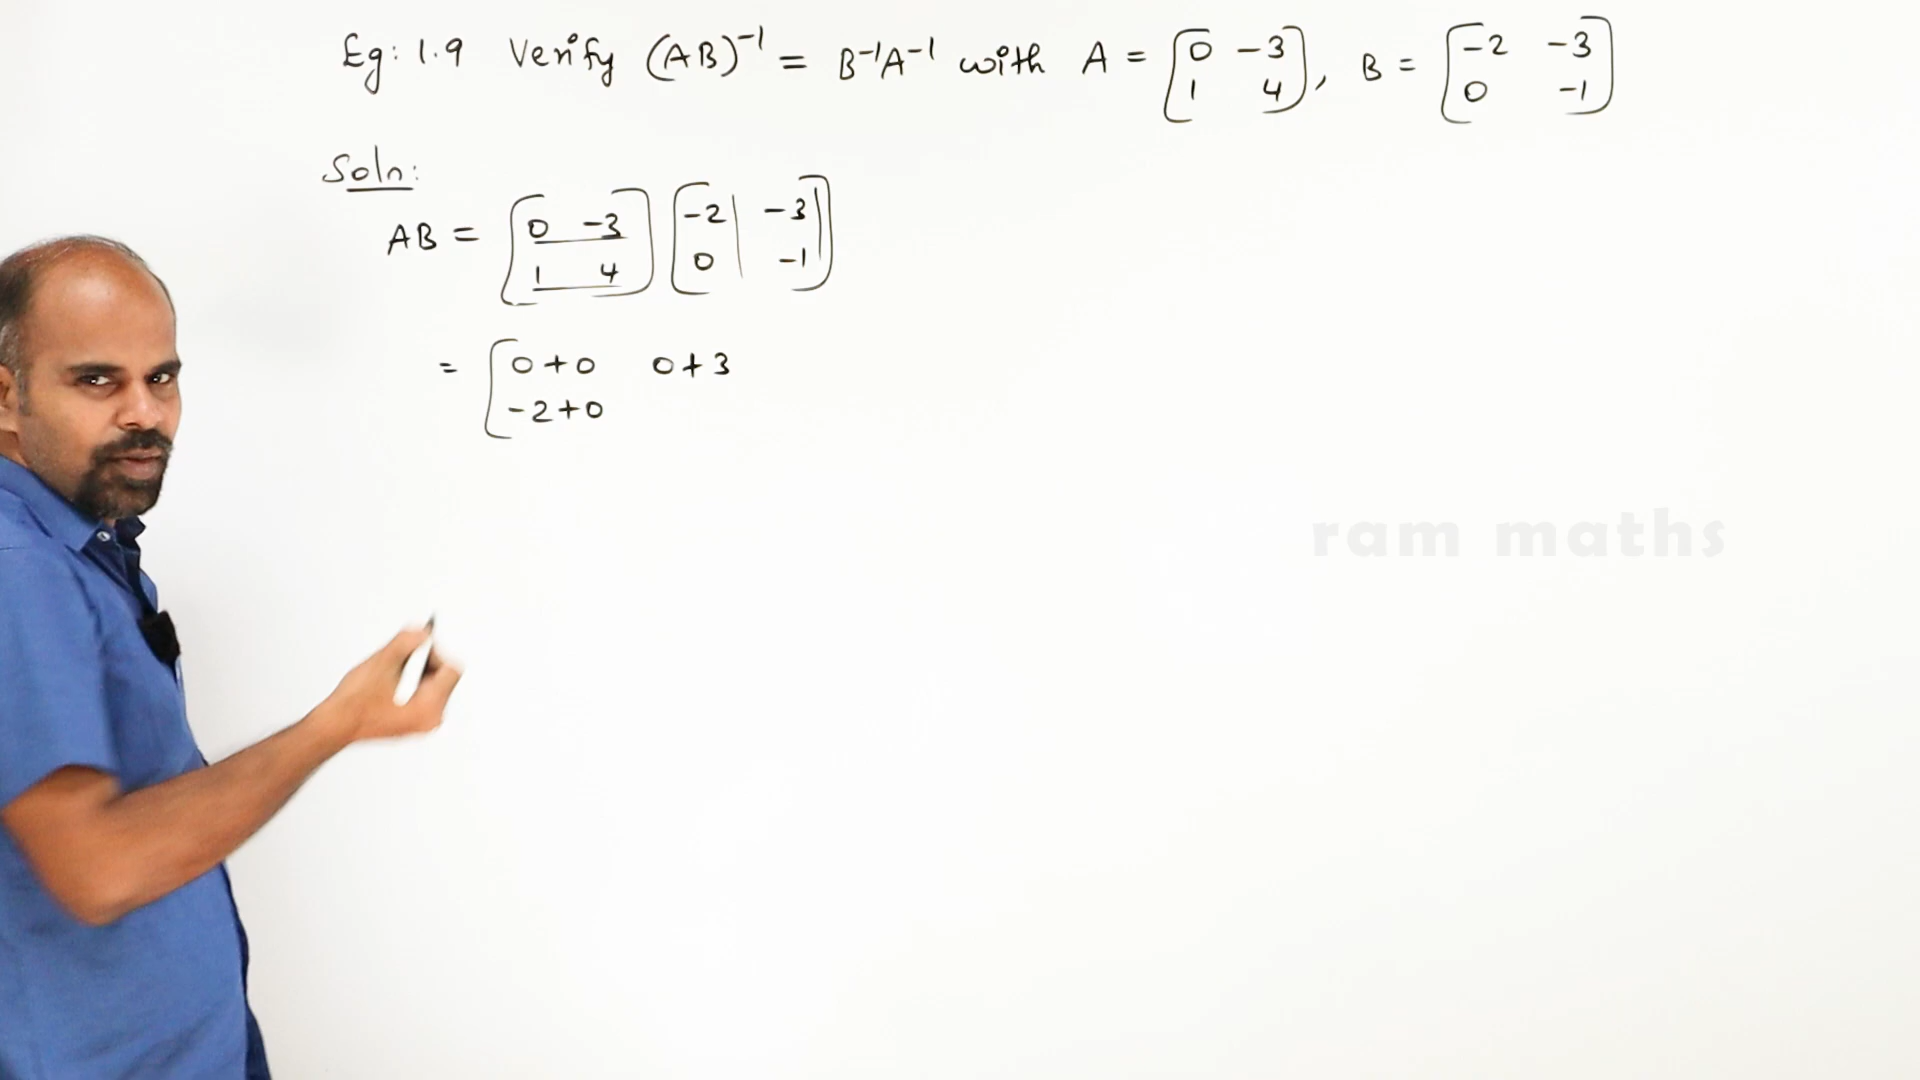 Eg: 1.9 Verify (AB)⁻¹ = B⁻¹A⁻¹ with A = [0 -3; 1 4], B = [-2 -3; 0 -1]
Soln:
AB = [0 -3; 1 4] [-2 -3; 0 -1]
= [0+0 0+3
-2+0
ram maths